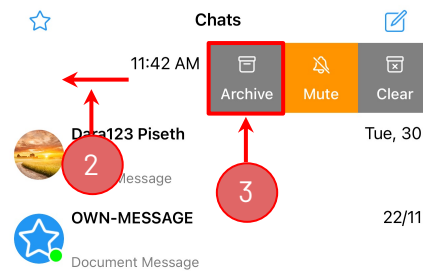 Chats
11:42 AM
Archive
Mute
Clear
Dara123 Piseth
Tue, 30
2
Message
3
OWN-MESSAGE
22/11
Document Message